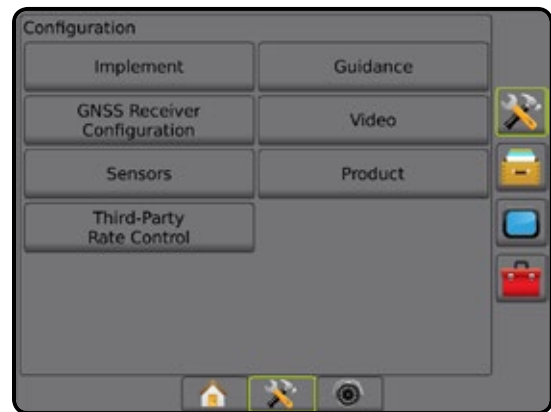 Configuration
Implement
Guidance
GNSS Receiver
Configuration
Video
Sensors
Product
Third-Party
Rate Control